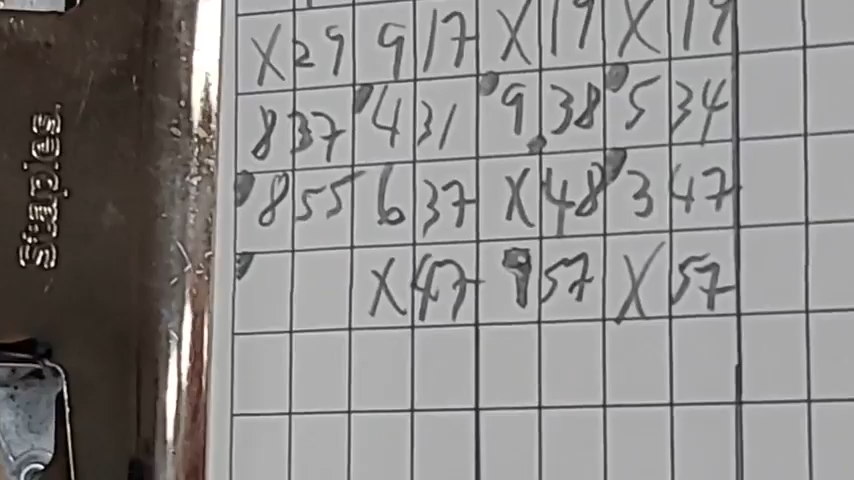 Staples
X 29 9 17 X 19 X 19
8 37 4 31 9 38 5 34
8 55 6 37 X 48 3 47
X 47 9 57 X 57